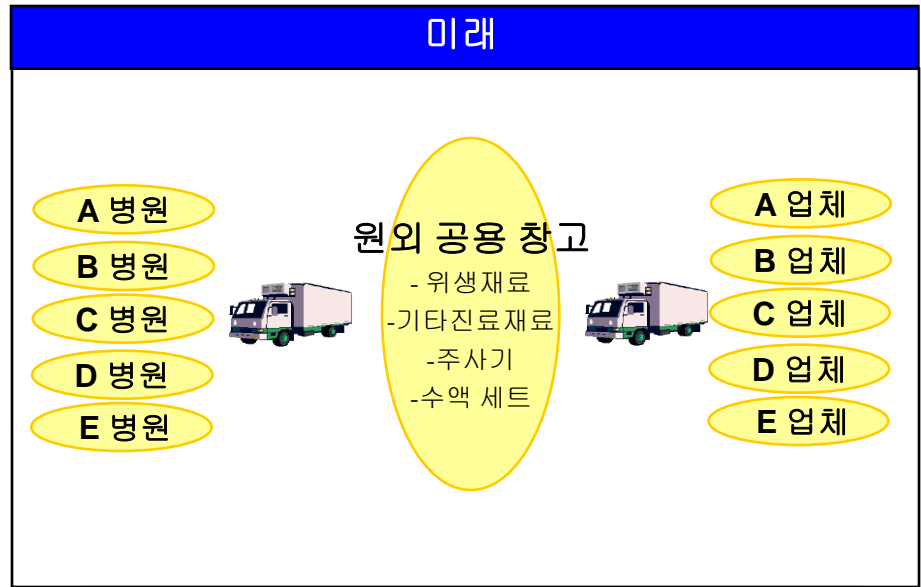 미래
A 병원
B 병원
C 병원
D 병원
E 병원
원외 공용 창고
- 위생재료
-기타진료재료
-주사기
-수액 세트
A 업체
B 업체
C 업체
D 업체
E 업체